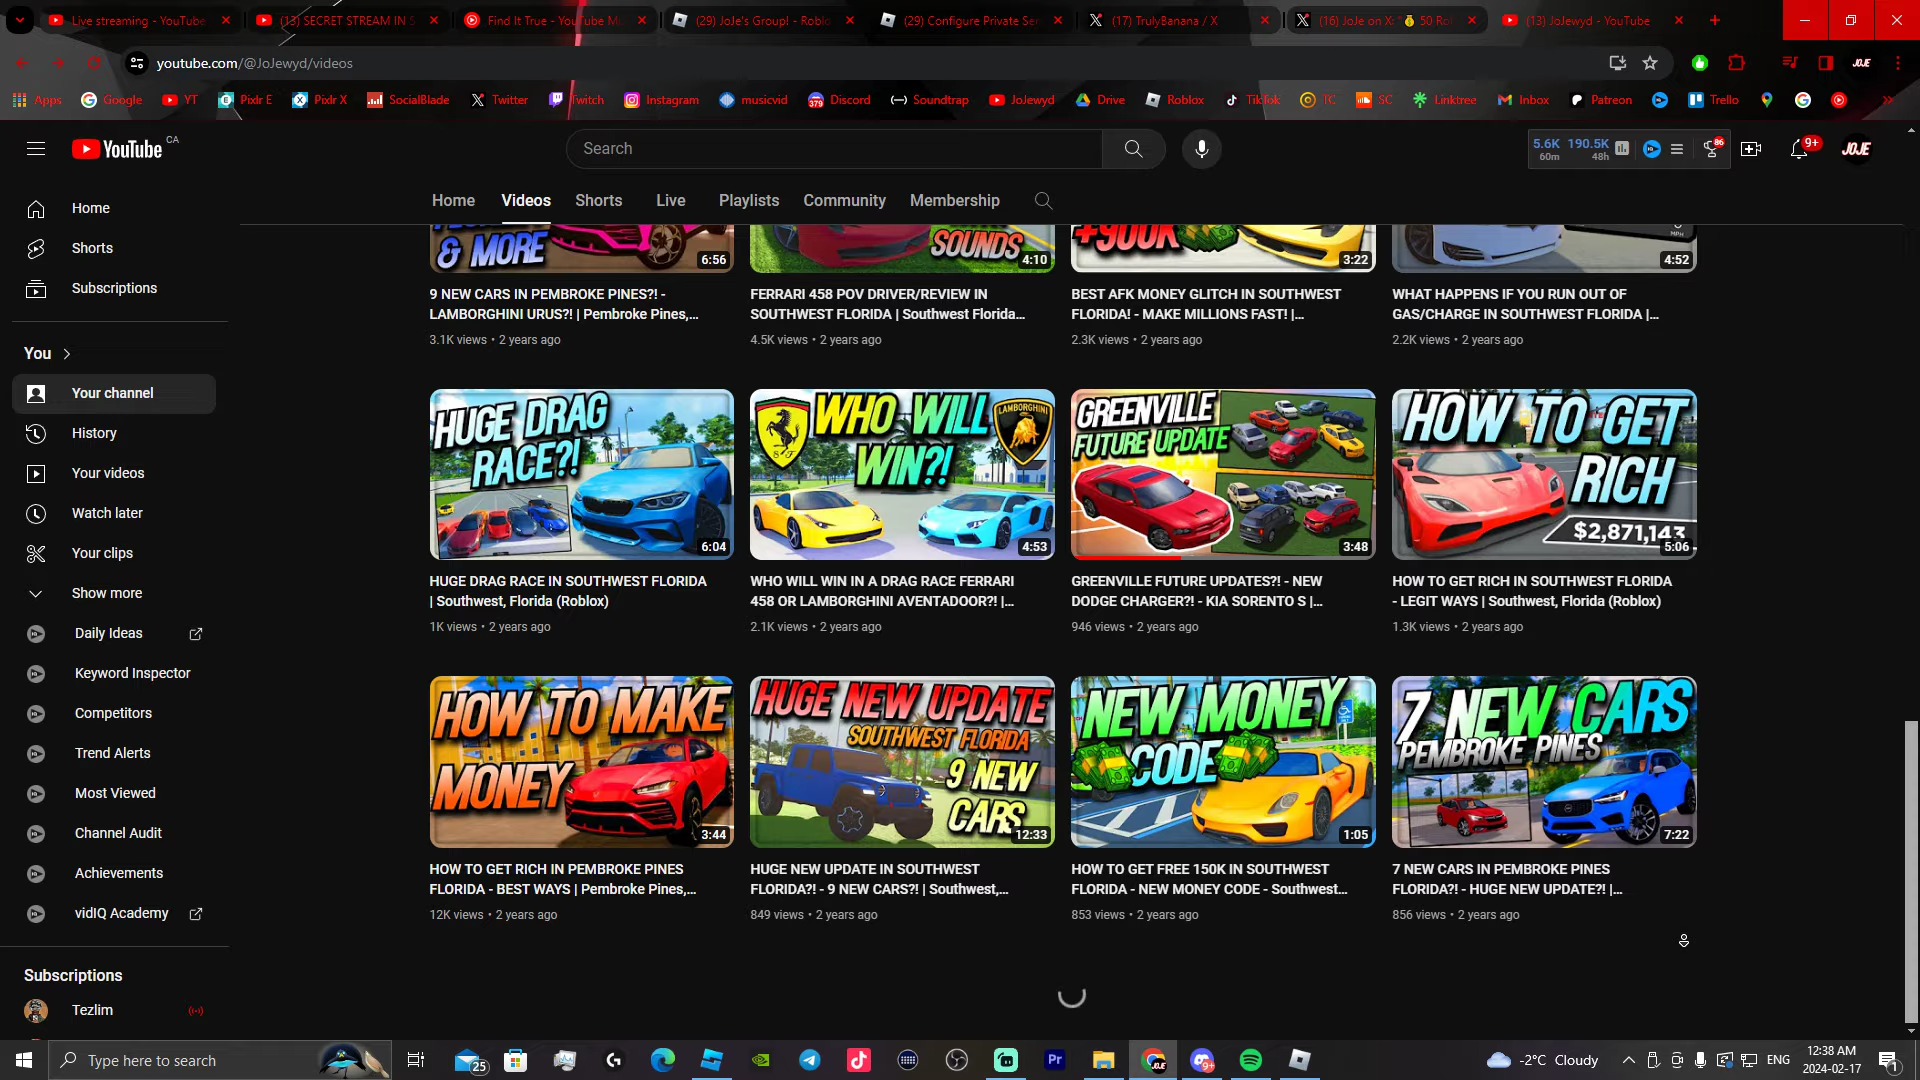 Live streaming - YouTube
(13) SECRET STREAM IN S
Find It True - YouTube M
(29) JoJe's Group! - Roblo
(29) Configure Private Ser
(17) TrulyBanana / X
(16) JoJe on X: "💰 50 Ro
(13) JoJewyd - YouTube
youtube.com/@JoJewyd/videos
JOJE
Apps
Google
YT
Pixlr E
Pixlr X
SocialBlade
Twitter
Twitch
Instagram
musicvid
379
Discord
Soundtrap
JoJewyd
Drive
Roblox
TikTok
TC
SC
Linktree
Inbox
Patreon
Trello
YouTube CA
Search
5.6K 190.5K
60m 48h
86
9+
JOJE
Home
Videos
Shorts
Live
Playlists
Community
Membership
Home
Shorts
Subscriptions
You
Your channel
History
Your videos
Watch later
Your clips
Show more
Daily Ideas
Keyword Inspector
Competitors
Trend Alerts
Most Viewed
Channel Audit
Achievements
vidIQ Academy
Subscriptions
Tezlim
& MORE
6:56
9 NEW CARS IN PEMBROKE PINES?! -
LAMBORGHINI URUS?! | Pembroke Pines,...
3.1K views • 2 years ago
SOUNDS
4:10
FERRARI 458 POV DRIVER/REVIEW IN
SOUTHWEST FLORIDA | Southwest Florida...
4.5K views • 2 years ago
+900K
3:22
BEST AFK MONEY GLITCH IN SOUTHWEST
FLORIDA! - MAKE MILLIONS FAST! |...
2.3K views • 2 years ago
MPH
4:52
WHAT HAPPENS IF YOU RUN OUT OF
GAS/CHARGE IN SOUTHWEST FLORIDA |...
2.2K views • 2 years ago
HUGE DRAG
RACE?!
6:04
HUGE DRAG RACE IN SOUTHWEST FLORIDA
| Southwest, Florida (Roblox)
1K views • 2 years ago
WHO WILL
WIN?!
LAMBORGHINI
4:53
WHO WILL WIN IN A DRAG RACE FERRARI
458 OR LAMBORGHINI AVENTADOOR?! |...
2.1K views • 2 years ago
GREENVILLE
FUTURE UPDATE
3:48
GREENVILLE FUTURE UPDATES?! - NEW
DODGE CHARGER?! - KIA SORENTO S |...
946 views • 2 years ago
HOW TO GET
RICH
$2,871,143
5:06
HOW TO GET RICH IN SOUTHWEST FLORIDA
- LEGIT WAYS | Southwest, Florida (Roblox)
1.3K views • 2 years ago
HOW TO MAKE
MONEY
3:44
HOW TO GET RICH IN PEMBROKE PINES
FLORIDA - BEST WAYS | Pembroke Pines,...
12K views • 2 years ago
HUGE NEW UPDATE
SOUTHWEST FLORIDA
9 NEW
CARS
12:33
HUGE NEW UPDATE IN SOUTHWEST
FLORIDA?! - 9 NEW CARS?! | Southwest,...
849 views • 2 years ago
NEW MONEY
CODE
1:05
HOW TO GET FREE 150K IN SOUTHWEST
FLORIDA - NEW MONEY CODE - Southwest...
853 views • 2 years ago
7 NEW CARS
PEMBROKE PINES
7:22
7 NEW CARS IN PEMBROKE PINES
FLORIDA?! - HUGE NEW UPDATE?! |...
856 views • 2 years ago
Type here to search
25
Pr
9+
-2°C Cloudy
ENG
12:38 AM
2024-02-17
1